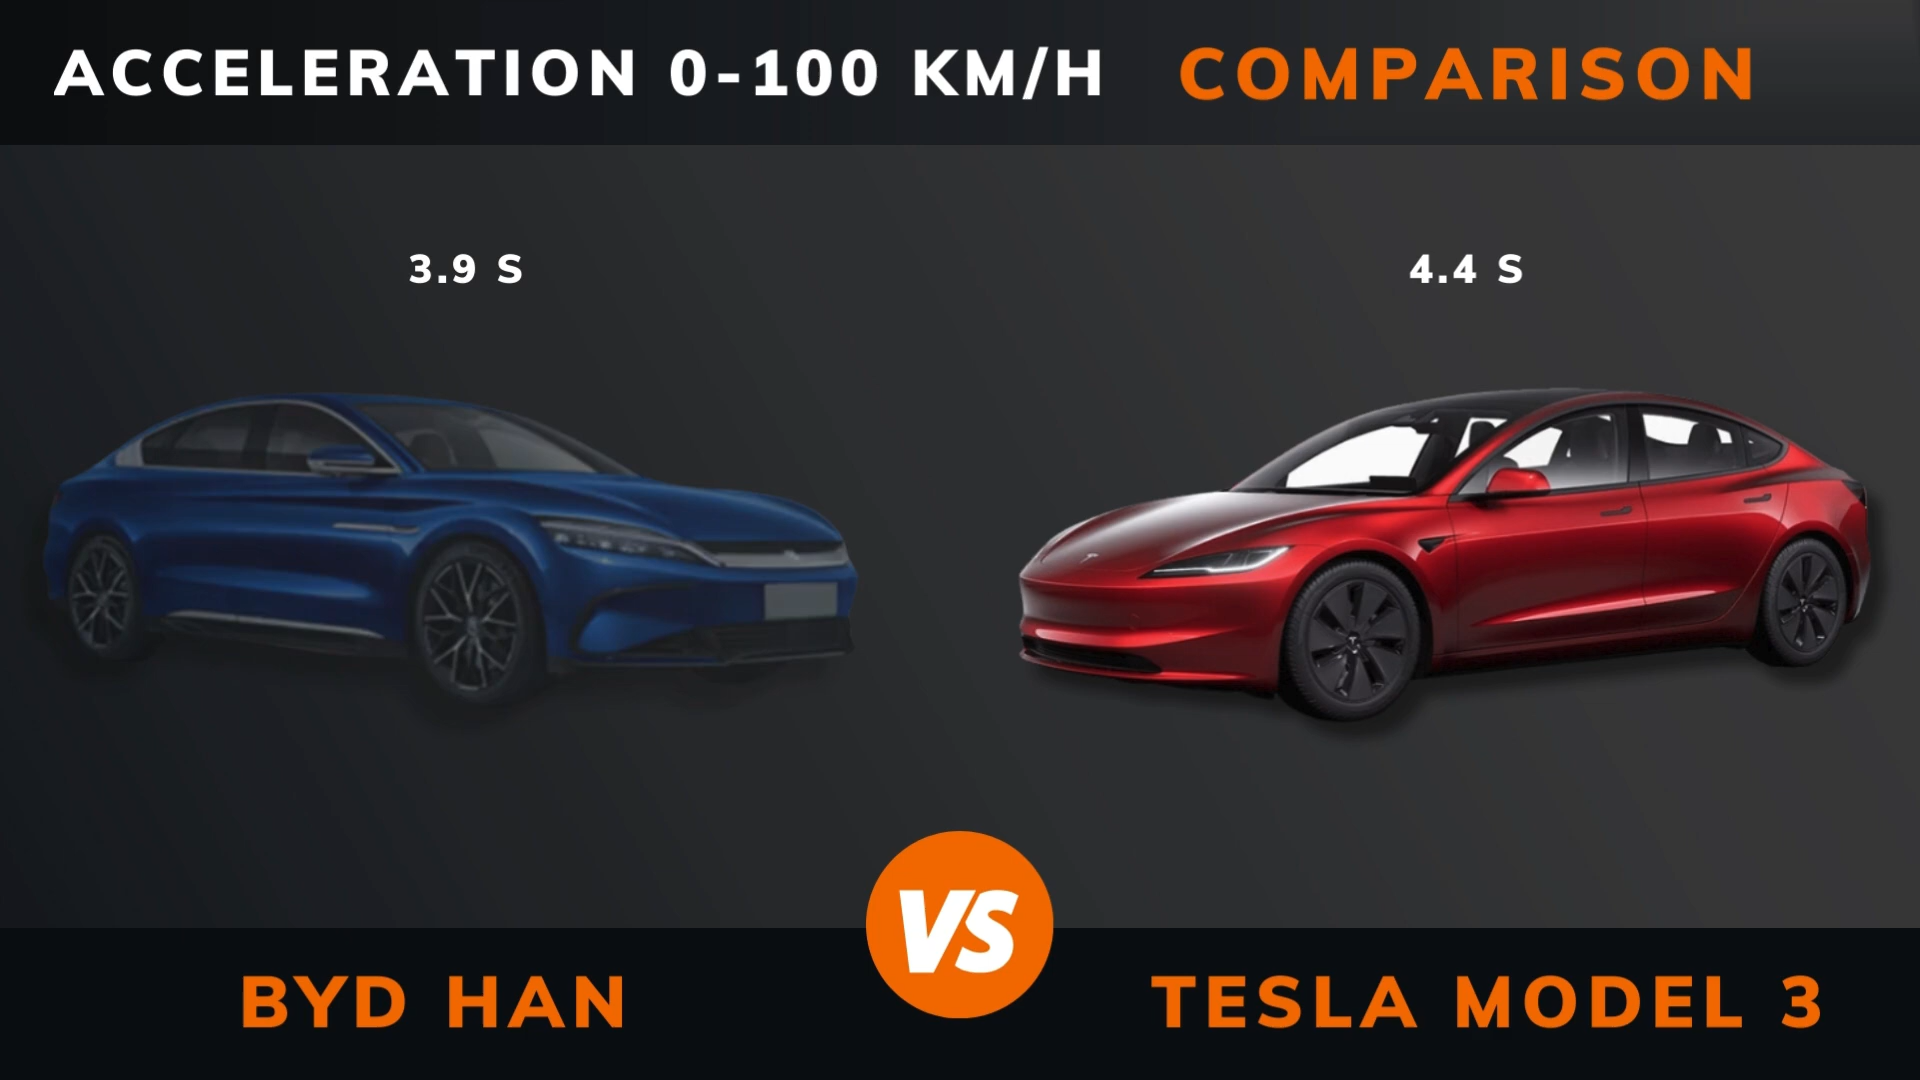 ACCELERATION 0-100 KM/H COMPARISON
3.9 S
4.4 S
VS
BYD HAN
TESLA MODEL 3